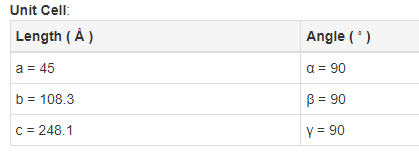 Unit Cell:
Length ( Å ) Angle ( ° )
a = 45 α = 90
b = 108.3 β = 90
c = 248.1 γ = 90